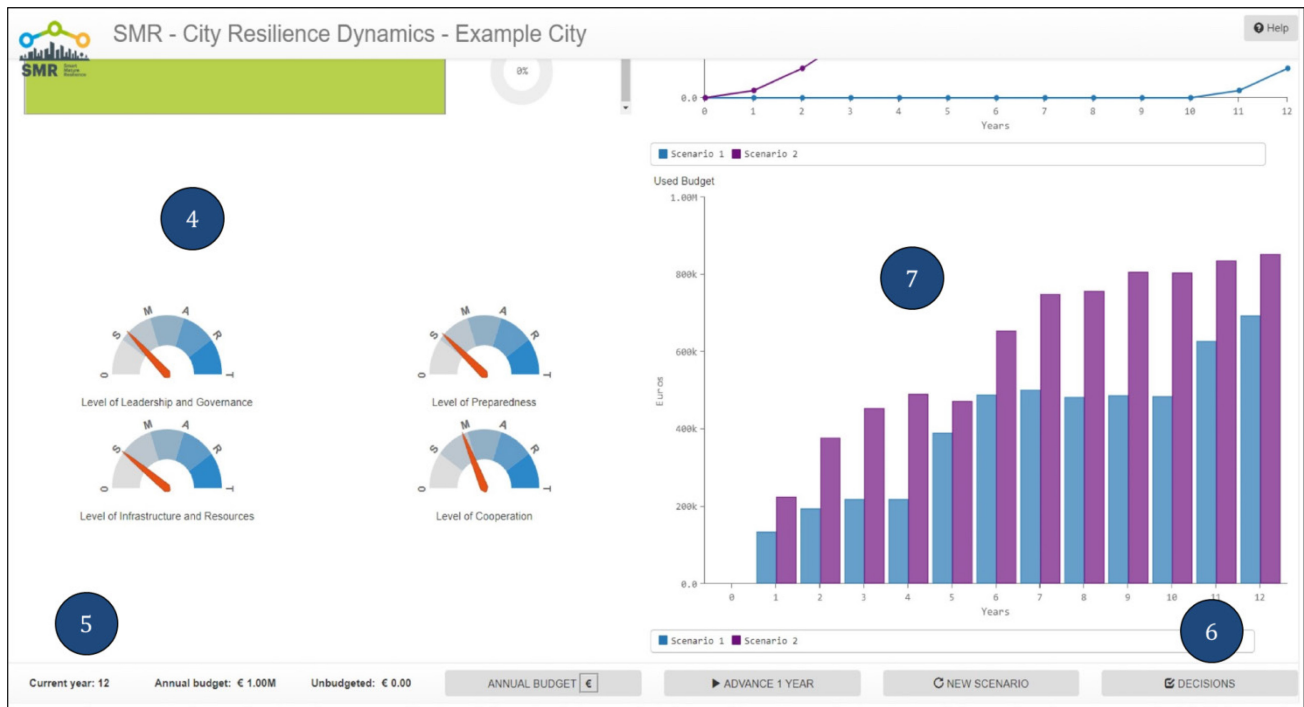 SMR - City Resilience Dynamics - Example City
Help
SMR Smart Mature Resilience
0%
0.0
0 1 2 3 4 5 6 7 8 9 10 11 12
Years
Scenario 1 Scenario 2
Used Budget
1.00M
800k
600k
400k
200k
0.0
Euros
0 1 2 3 4 5 6 7 8 9 10 11 12
Years
Scenario 1 Scenario 2
4
7
O S M A R T
Level of Leadership and Governance
O S M A R T
Level of Preparedness
O S M A R T
Level of Infrastructure and Resources
O S M A R T
Level of Cooperation
5
6
Current year: 12 Annual budget: € 1.00M Unbudgeted: € 0.00 ANNUAL BUDGET € ADVANCE 1 YEAR NEW SCENARIO DECISIONS